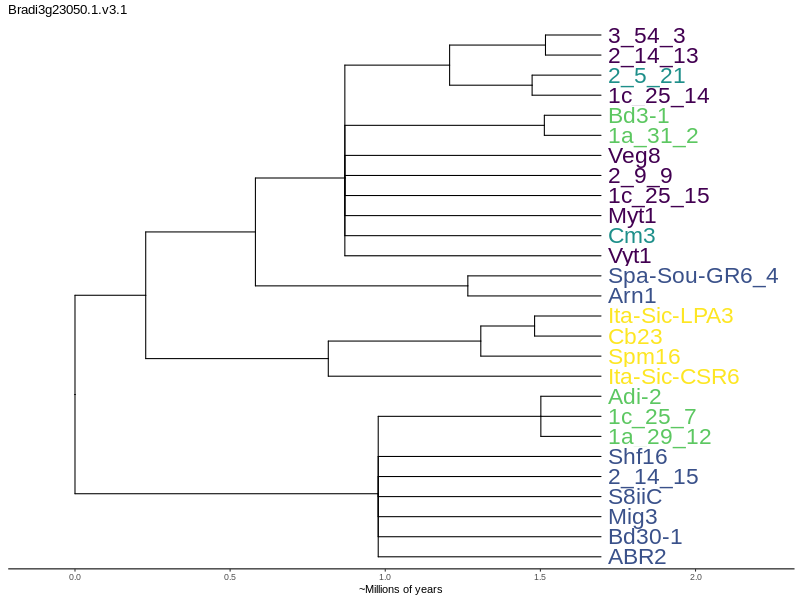 Bradi3g23050.1.v3.1
3_54_3
2_14_13
2_5_21
1c_25_14
Bd3-1
1a_31_2
Veg8
2_9_9
1c_25_15
Myt1
Cm3
Vyt1
Spa-Sou-GR6_4
Arn1
Ita-Sic-LPA3
Cb23
Spm16
Ita-Sic-CSR6
Adi-2
1c_25_7
1a_29_12
Shf16
2_14_15
S8iiC
Mig3
Bd30-1
ABR2
0.0 0.5 1.0 1.5 2.0
~Millions of years